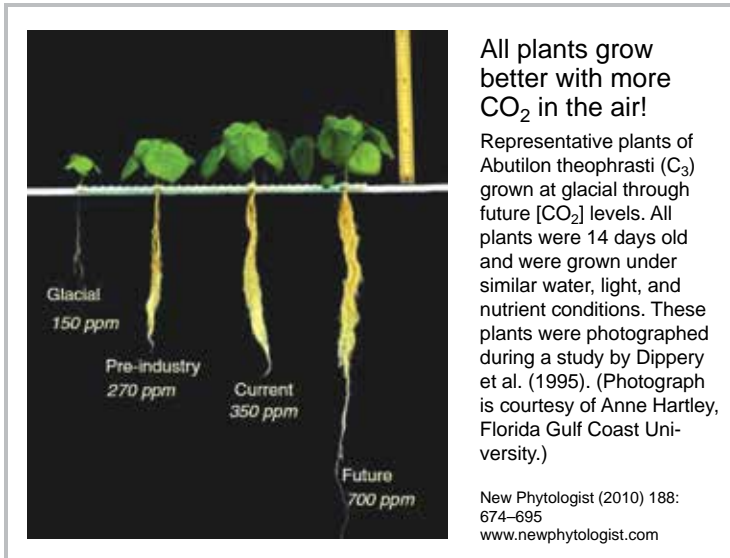 All plants grow
better with more
CO₂ in the air!
Representative plants of
Abutilon theophrasti (C₃)
grown at glacial through
future [CO₂] levels. All
plants were 14 days old
and were grown under
similar water, light, and
nutrient conditions. These
plants were photographed
during a study by Dippery
et al. (1995). (Photograph
is courtesy of Anne Hartley,
Florida Gulf Coast Uni-
versity.)
New Phytologist (2010) 188:
674–695
www.newphytologist.com
Glacial
150 ppm
Pre-industry
270 ppm
Current
350 ppm
Future
700 ppm